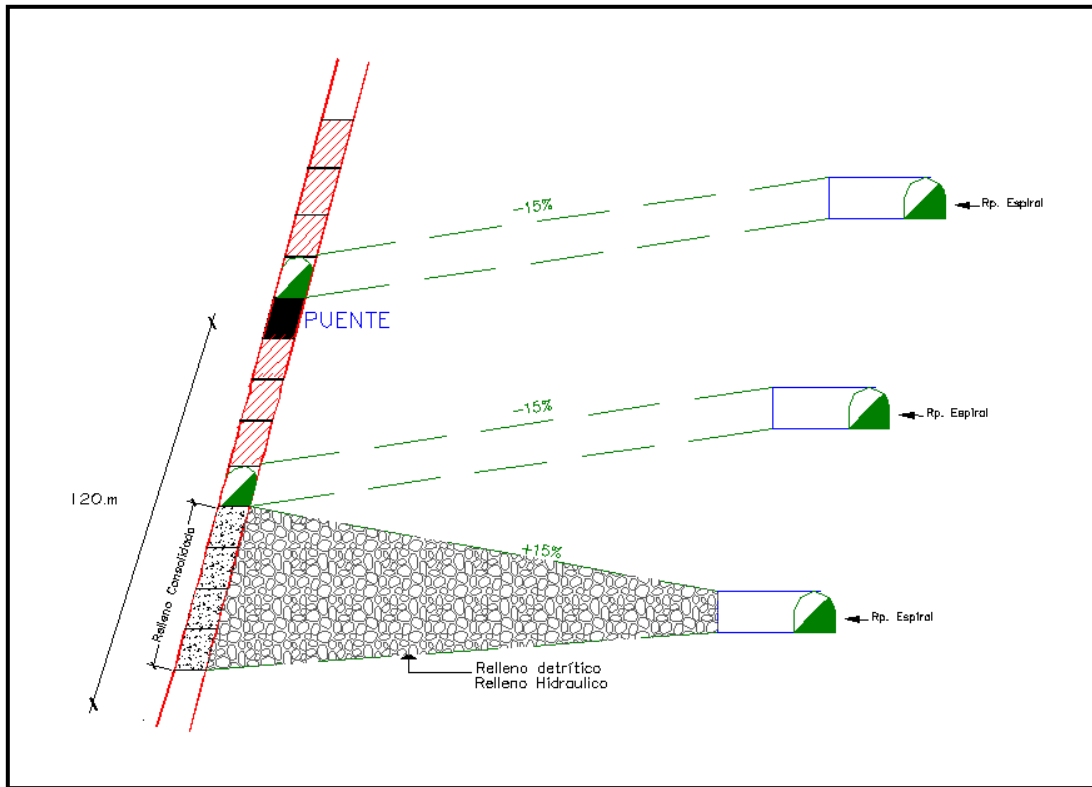 -15%
Rp. Espiral
PUENTE
-15%
Rp. Espiral
120.m
Relleno Consolidado
+15%
Rp. Espiral
Relleno detrítico
Relleno Hidraulico